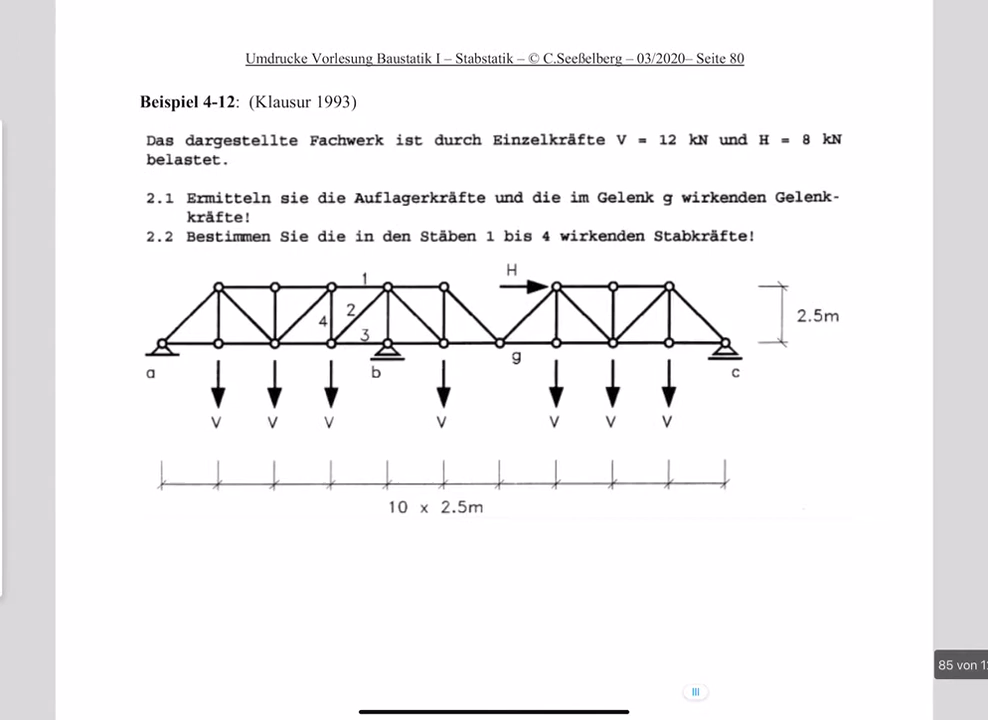 Umdrucke Vorlesung Baustatik I – Stabstatik – © C.Seeßelberg – 03/2020– Seite 80
Beispiel 4-12: (Klausur 1993)
Das dargestellte Fachwerk ist durch Einzelkräfte V = 12 kN und H = 8 kN
belastet.
2.1 Ermitteln sie die Auflagerkräfte und die im Gelenk g wirkenden Gelenk-
kräfte!
2.2 Bestimmen Sie die in den Stäben 1 bis 4 wirkenden Stabkräfte!
H
1
2
4
3
2.5m
g
a
b
c
V V V V V V V
10 x 2.5m
85 von 1